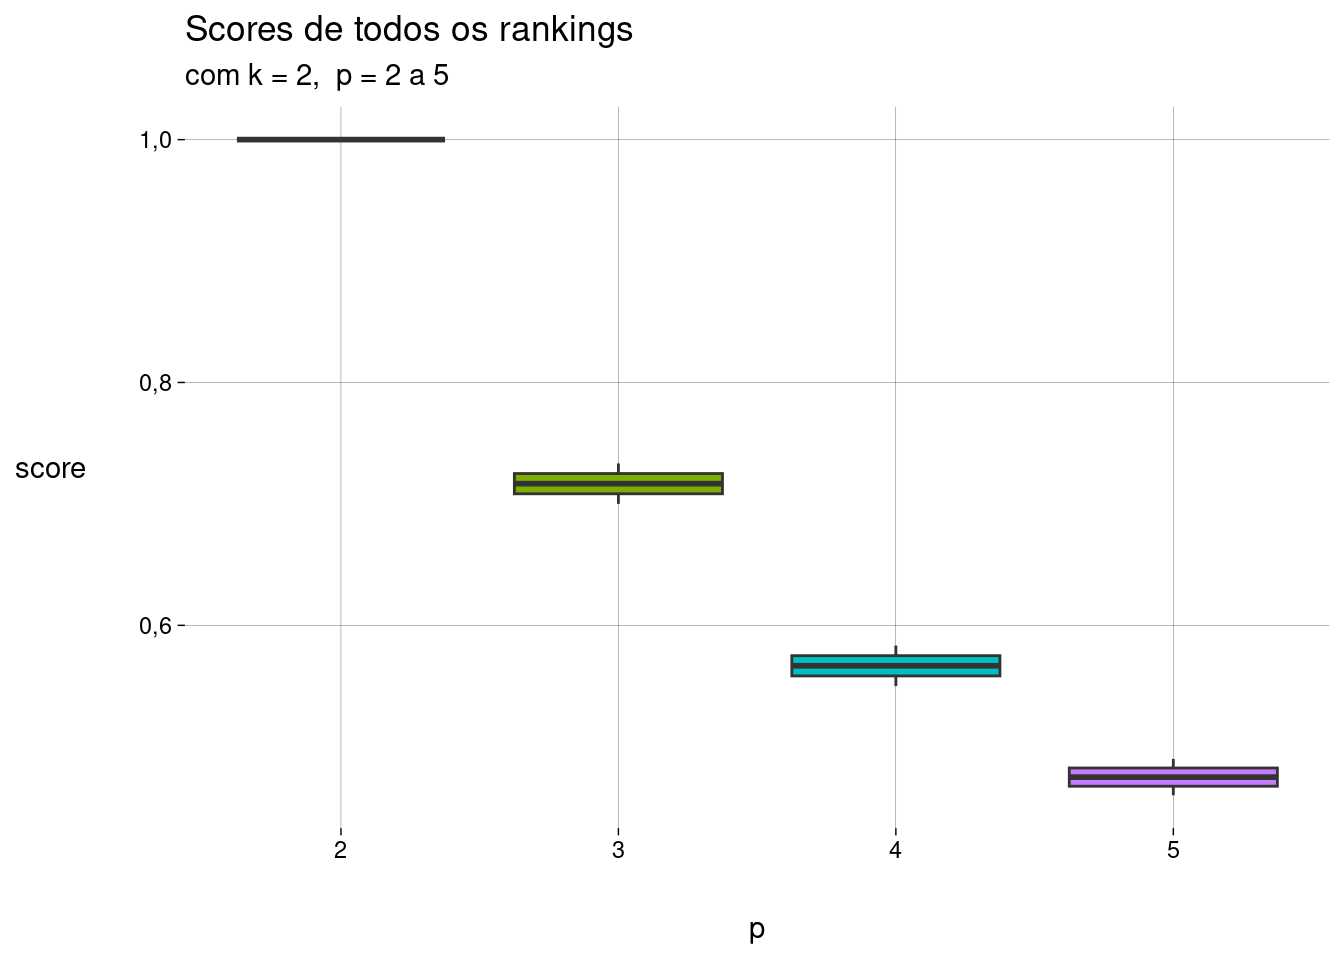 Scores de todos os rankings
com k = 2,  p = 2 a 5
1,0
0,8
score
0,6
2 3 4 5
p